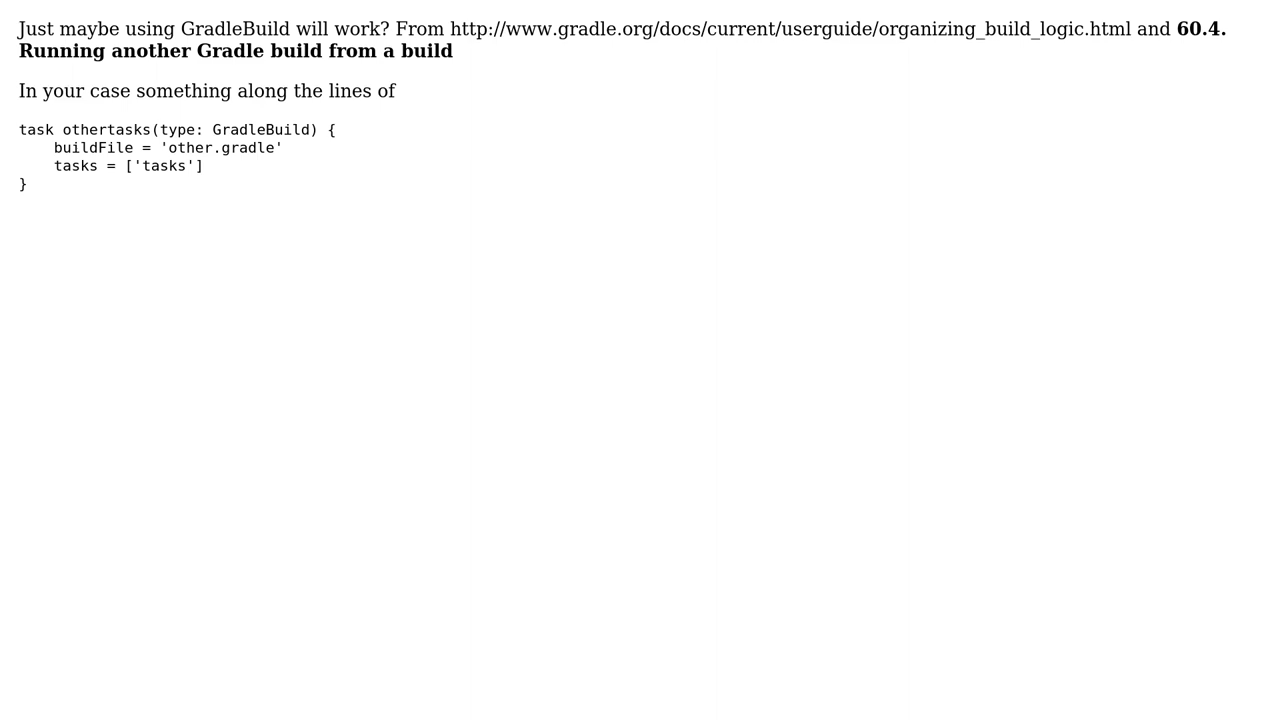 Just maybe using GradleBuild will work? From http://www.gradle.org/docs/current/userguide/organizing_build_logic.html and 60.4.
Running another Gradle build from a build
In your case something along the lines of
task othertasks(type: GradleBuild) {
    buildFile = 'other.gradle'
    tasks = ['tasks']
}